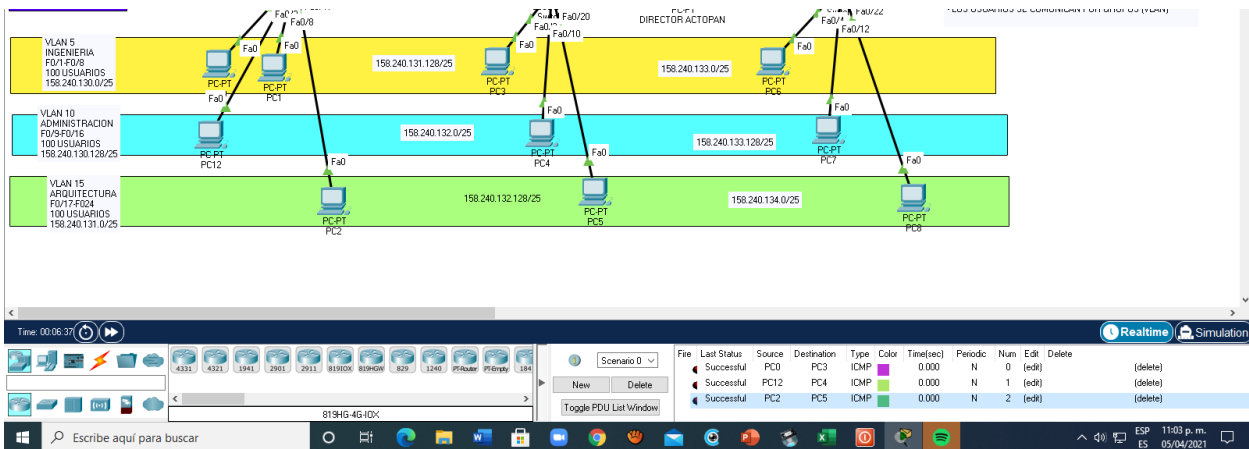 PC-PT
DIRECTOR ACTOPAN
Fa0/8
Fa0/20
Fa0/10
Fa0/22
Fa0/12
VLAN 5
INGENIERIA
F0/1-F0/8
100 USUARIOS
158.240.130.0/25
Fa0
Fa0
PC-PT
PC-PT
PC1
158.240.131.128/25
Fa0
PC-PT
PC3
158.240.133.0/25
Fa0
PC-PT
PC6
Fa0
VLAN 10
ADMINISTRACION
F0/9-F0/16
100 USUARIOS
158.240.130.128/25
PC-PT
PC12
158.240.132.0/25
Fa0
PC-PT
PC4
158.240.133.128/25
Fa0
PC-PT
PC7
Fa0
Fa0
Fa0
VLAN 15
ARQUITECTURA
F0/17-F024
100 USUARIOS
158.240.131.0/25
PC-PT
PC2
158.240.132.128/25
PC-PT
PC5
158.240.134.0/25
PC-PT
PC8
Time: 00:06:37
Realtime
Simulation
4331 4321 1941 2901 2911 819IOX 819HGW 829 1240 PT-Router PT-Empty 184
819HG-4G-IOX
Scenario 0
New Delete
Toggle PDU List Window
Fire Last Status Source Destination Type Color Time(sec) Periodic Num Edit Delete
Successful PC0 PC3 ICMP 0.000 N 0 (edit) (delete)
Successful PC12 PC4 ICMP 0.000 N 1 (edit) (delete)
Successful PC2 PC5 ICMP 0.000 N 2 (edit) (delete)
Escribe aquí para buscar
ESP
ES
11:03 p. m.
05/04/2021